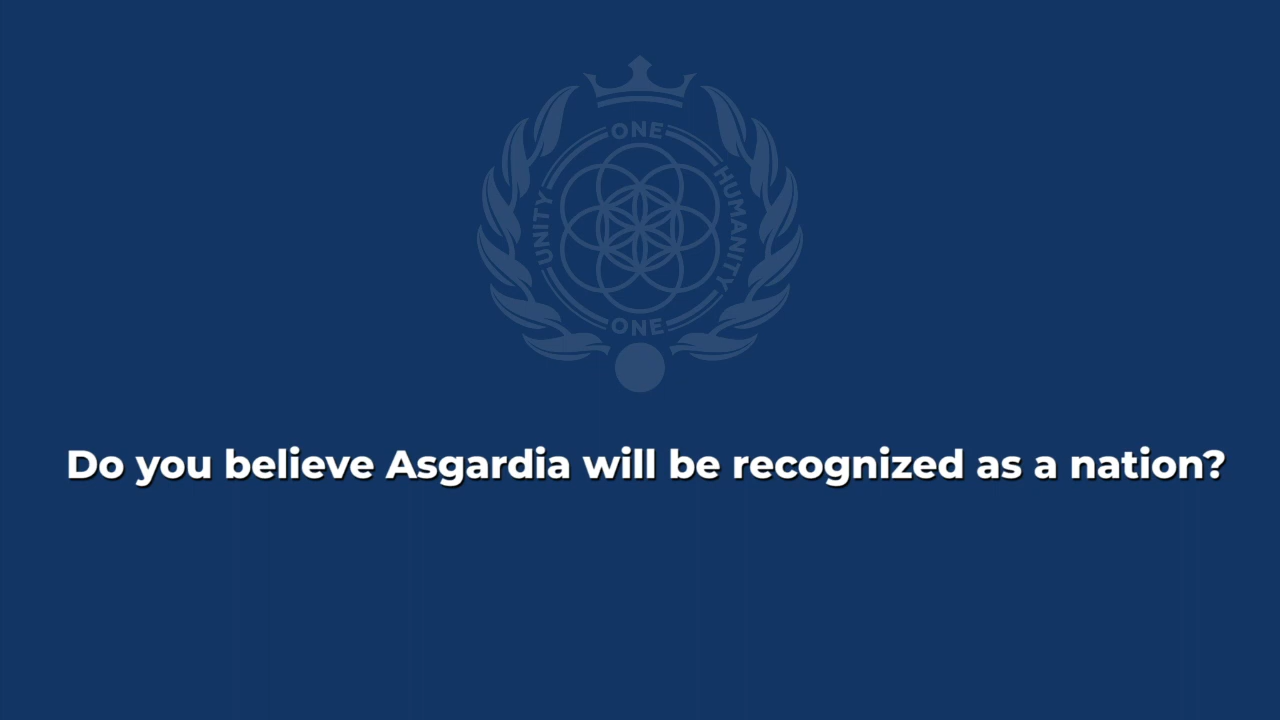 ONE
UNITY
HUMANITY
ONE
Do you believe Asgardia will be recognized as a nation?